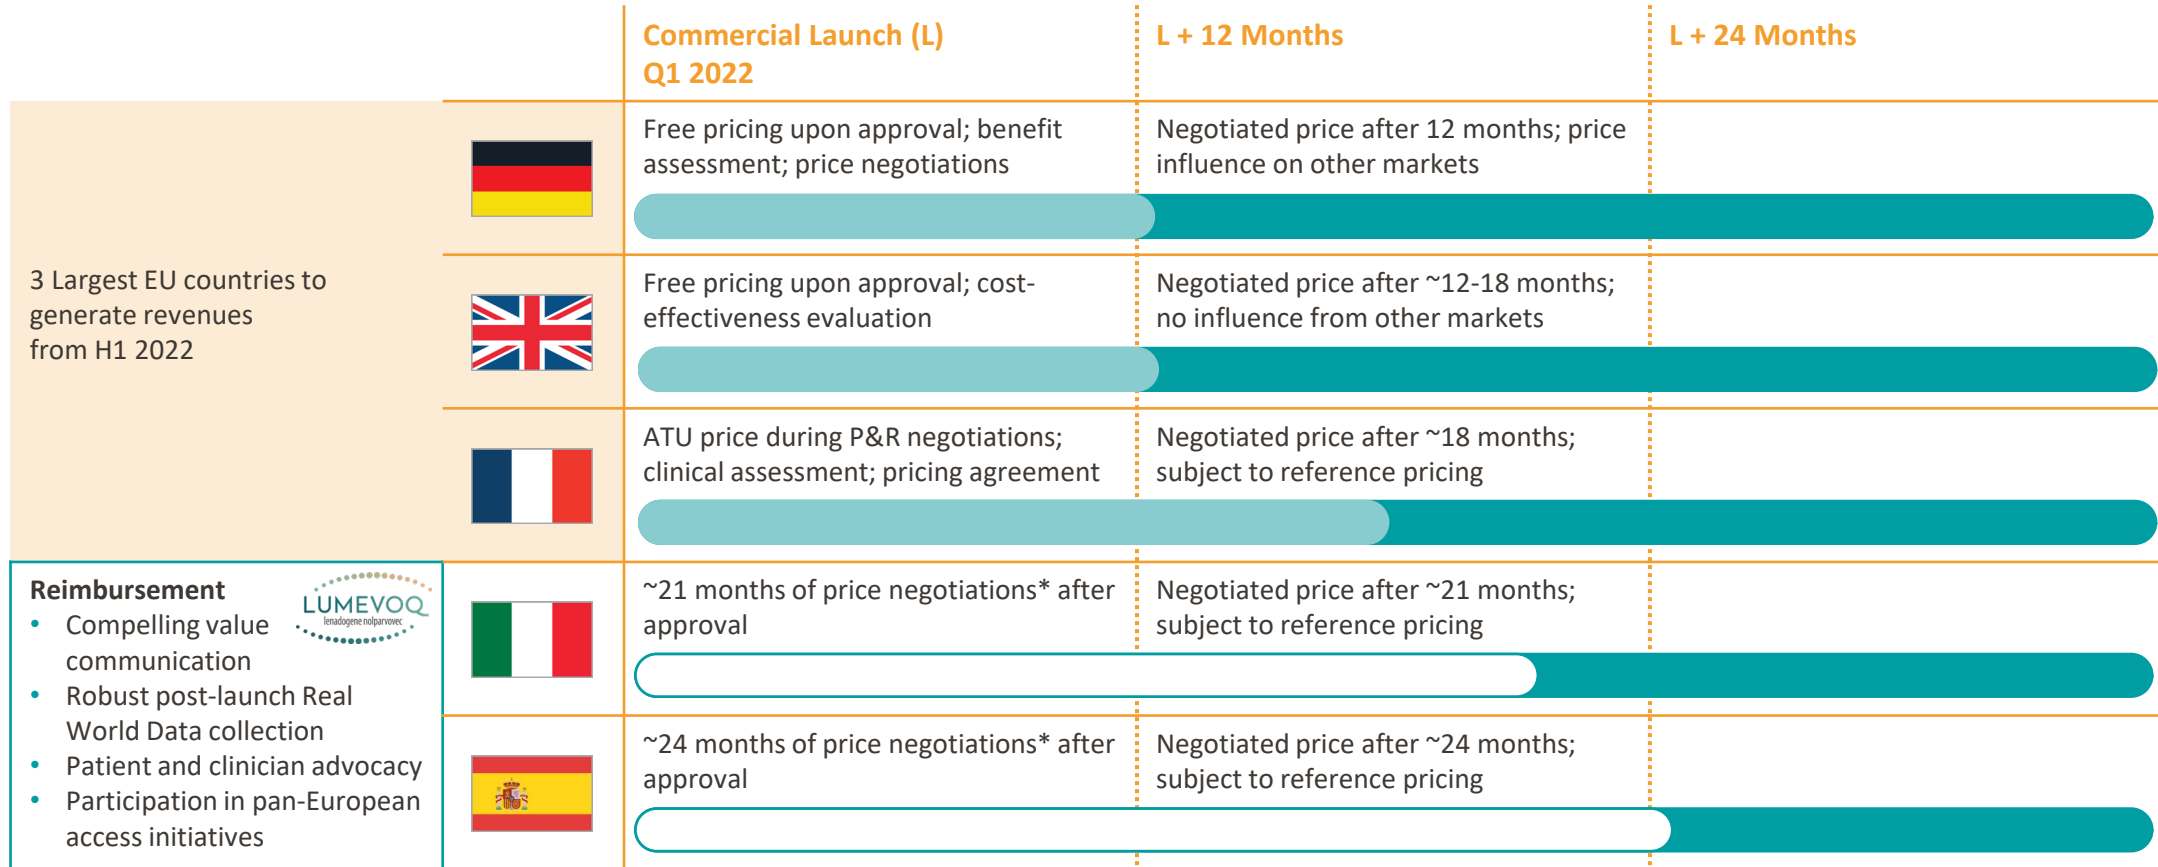 Commercial Launch (L)
Q1 2022
L + 12 Months
L + 24 Months
3 Largest EU countries to
generate revenues
from H1 2022
Free pricing upon approval; benefit
assessment; price negotiations
Negotiated price after 12 months; price
influence on other markets
Free pricing upon approval; cost-
effectiveness evaluation
Negotiated price after ~12-18 months;
no influence from other markets
ATU price during P&R negotiations;
clinical assessment; pricing agreement
Negotiated price after ~18 months;
subject to reference pricing
Reimbursement
• Compelling value
communication
• Robust post-launch Real
World Data collection
• Patient and clinician advocacy
• Participation in pan-European
access initiatives
LUMEVOQ
lenadogene nolparvovec
~21 months of price negotiations* after
approval
Negotiated price after ~21 months;
subject to reference pricing
~24 months of price negotiations* after
approval
Negotiated price after ~24 months;
subject to reference pricing